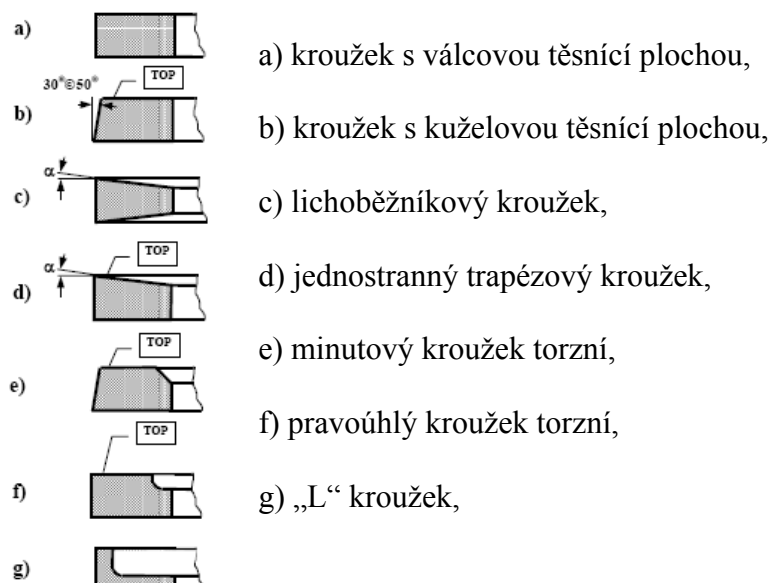 a)
a) kroužek s válcovou těsnící plochou,
TOP
30°©50°
b)
b) kroužek s kuželovou těsnící plochou,
α
c)
c) lichoběžníkový kroužek,
TOP
α
d)
d) jednostranný trapézový kroužek,
TOP
e)
e) minutový kroužek torzní,
TOP
f)
f) pravoúhlý kroužek torzní,
g)
g) „L“ kroužek,